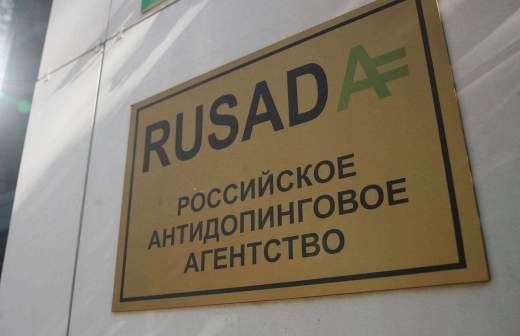 RUSADA
РОССИЙСКОЕ
АНТИДОПИНГОВОЕ
АГЕНТСТВО